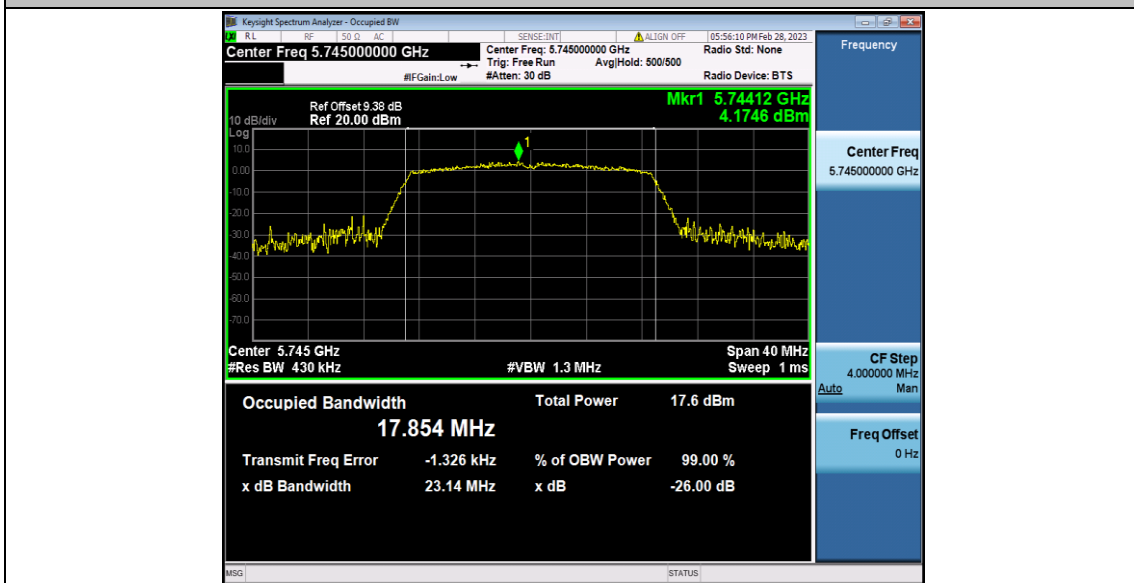 Keysight Spectrum Analyzer - Occupied BW
RL RF 50 Ω AC SENSE:INT ALIGN OFF 05:56:10 PM Feb 28, 2023
Center Freq 5.745000000 GHz
Center Freq: 5.745000000 GHz Radio Std: None
Trig: Free Run Avg|Hold: 500/500
#IFGain:Low #Atten: 30 dB Radio Device: BTS
Ref Offset 9.38 dB
10 dB/div Ref 20.00 dBm
Mkr1 5.74412 GHz
4.1746 dBm
Log
10.0
0.00
-10.0
-20.0
-30.0
-40.0
-50.0
-60.0
-70.0
1
Center 5.745 GHz Span 40 MHz
#Res BW 430 kHz #VBW 1.3 MHz Sweep 1 ms
Occupied Bandwidth Total Power 17.6 dBm
17.854 MHz
Transmit Freq Error -1.326 kHz % of OBW Power 99.00 %
x dB Bandwidth 23.14 MHz x dB -26.00 dB
MSG STATUS
Frequency
Center Freq
5.745000000 GHz
CF Step
4.000000 MHz
Auto Man
Freq Offset
0 Hz